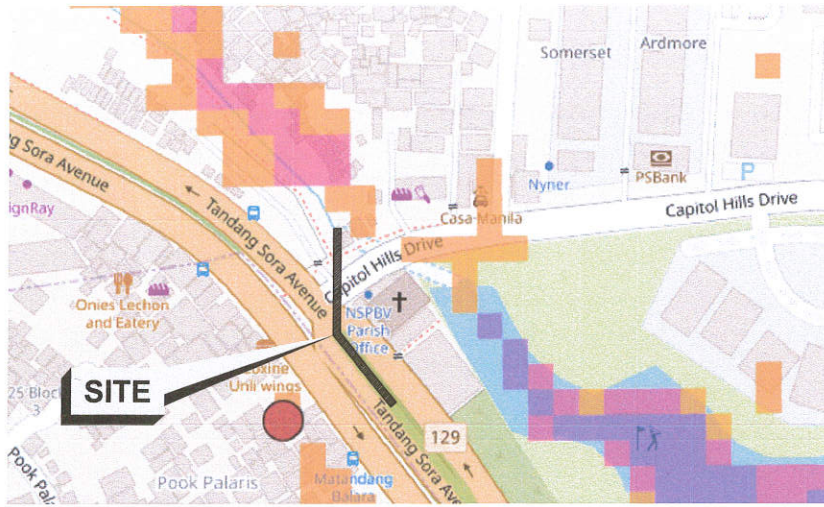 Somerset
Ardmore
g Sora Avenue
Tandang Sora Avenue
ignRay
Nyner
PSBank
P
Casa-Manila
Capitol Hills Drive
Capitol Hills Drive
Onies Lechon
and Eatery
NSPBV
Parish
Office
oxine
Unli wings
SITE
25 Block
3
Tandang Sora Ave
129
Pook Pala
Pook Palaris
Matandang
Balara